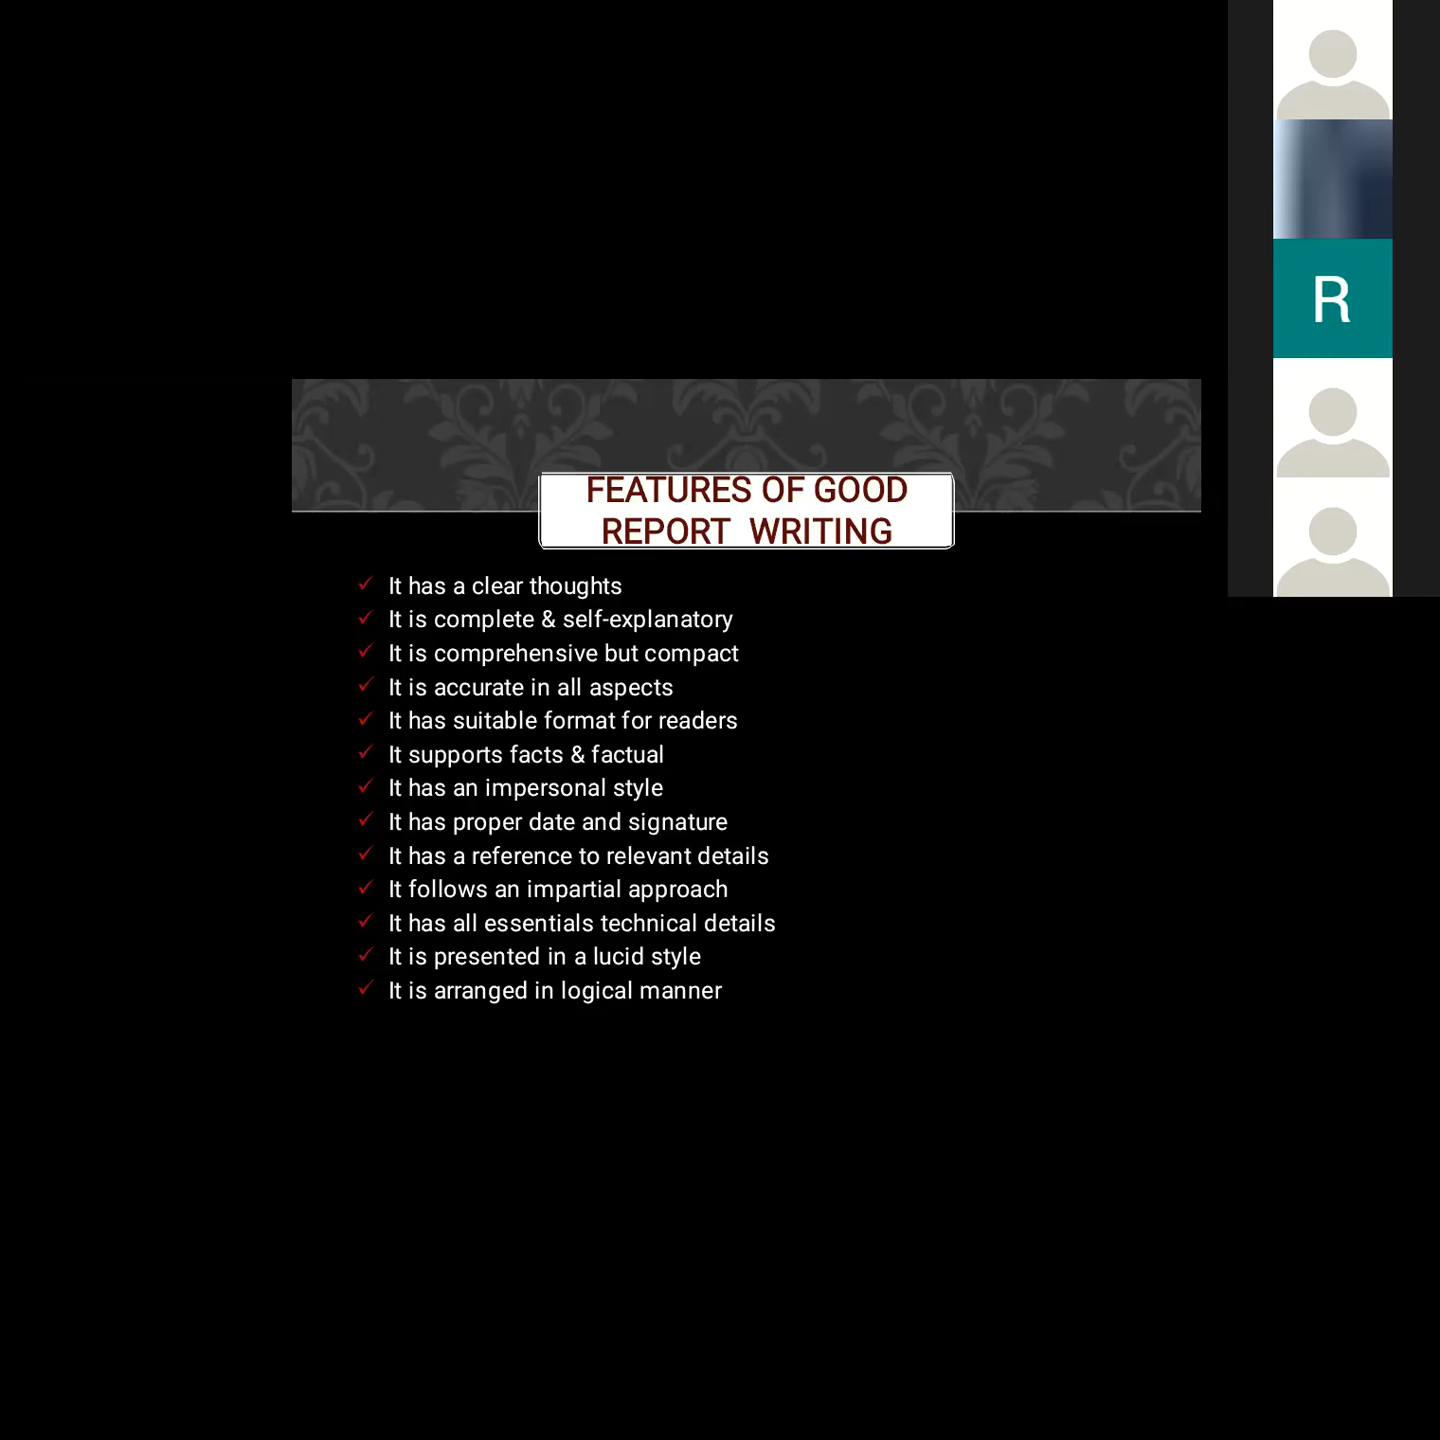 R
FEATURES OF GOOD
REPORT WRITING
It has a clear thoughts
It is complete & self-explanatory
It is comprehensive but compact
It is accurate in all aspects
It has suitable format for readers
It supports facts & factual
It has an impersonal style
It has proper date and signature
It has a reference to relevant details
It follows an impartial approach
It has all essentials technical details
It is presented in a lucid style
It is arranged in logical manner